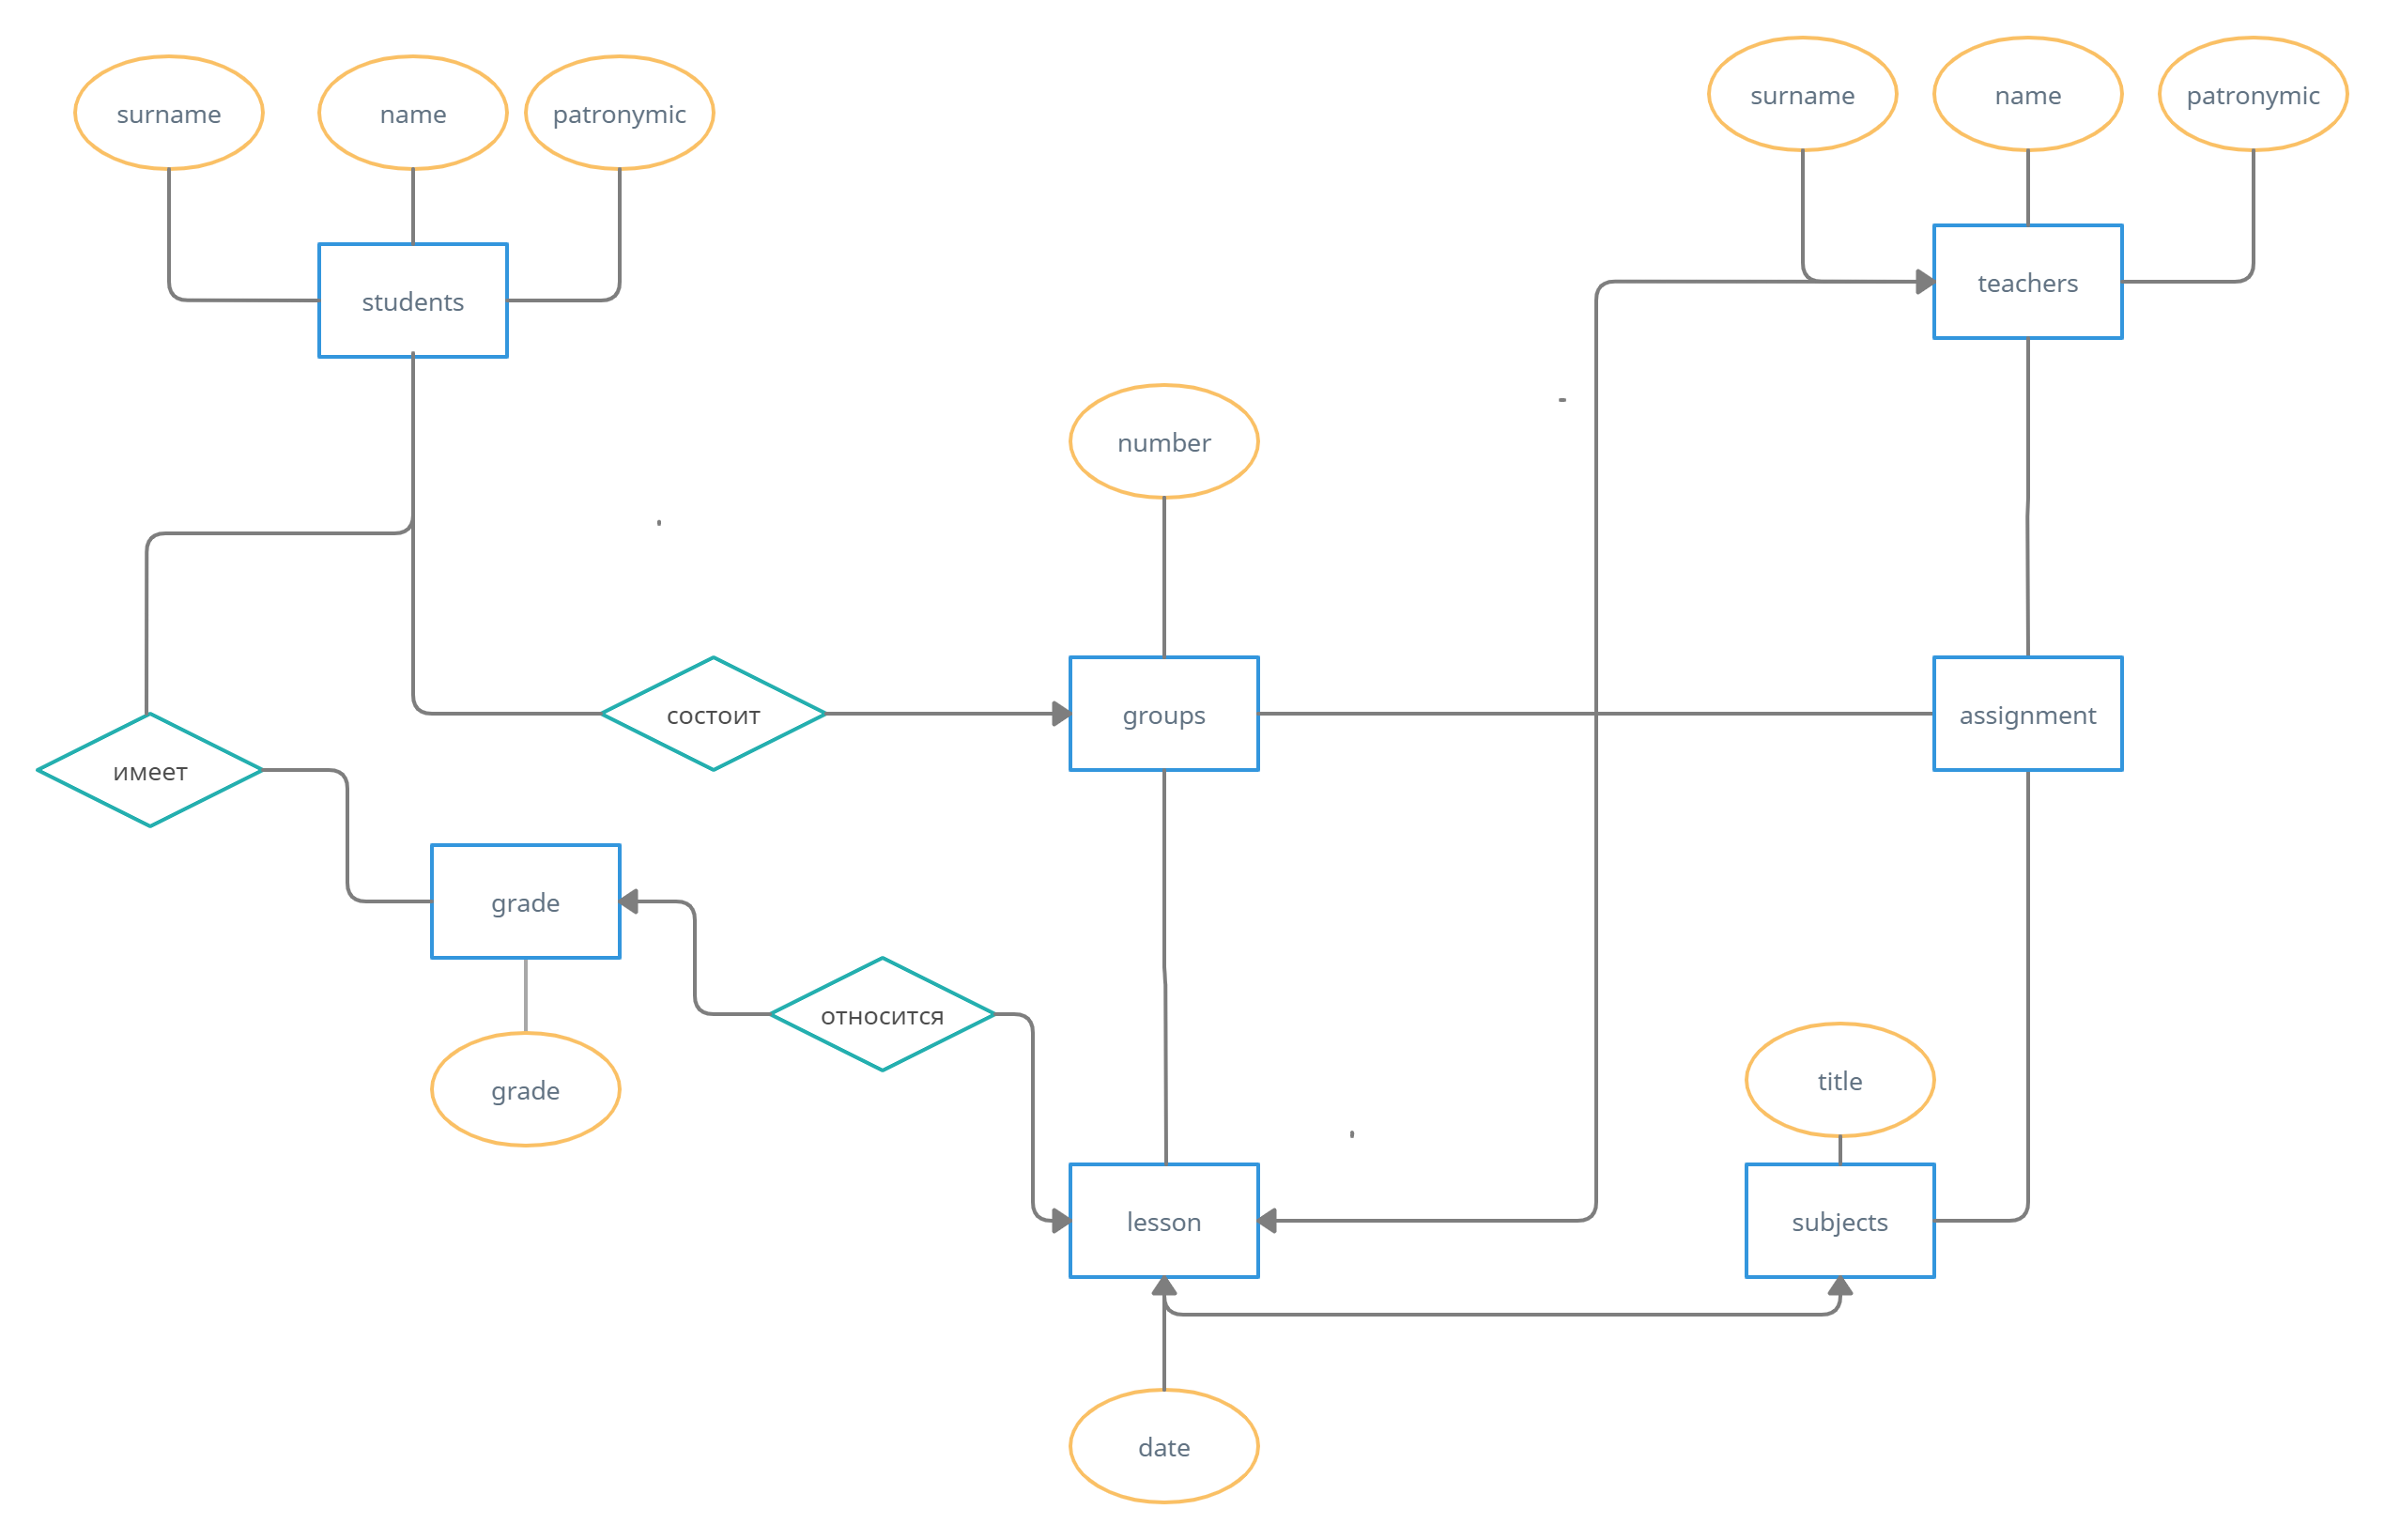 surname
name
patronymic
surname
name
patronymic
students
teachers
number
состоит
groups
assignment
имеет
grade
относится
grade
title
lesson
subjects
date